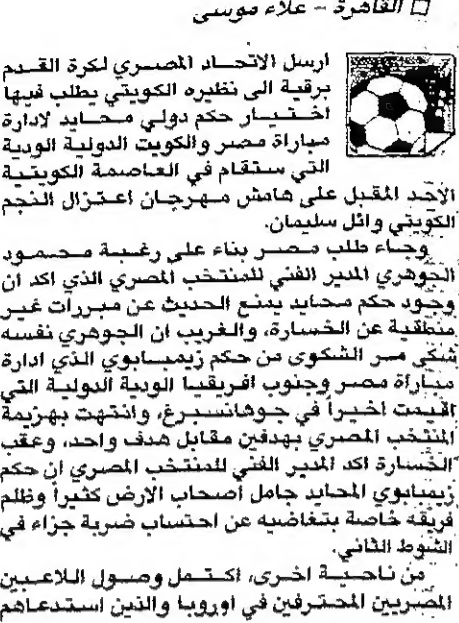 القاهرة - علاء موسى
ارسل الاتحاد المصري لكرة القدم
برقية الى نظيره الكويتي يطلب فيها
اختيار حكم دولي محايد لادارة
مباراة مصر والكويت الدولية الودية
التي ستقام في العاصمة الكويتية
الاحد المقبل على هامش مهرجان اعتزال النجم
الكويتي وائل سليمان.
وجاء طلب مصر بناء على رغبة محمود
الجوهري المدير الفني للمنتخب المصري الذي اكد ان
وجود حكم محايد يمنع الحديث عن مبررات غير
منطقية عن الخسارة، والغريب ان الجوهري نفسه
شكى مر الشكوى من حكم زيمبابوي الذي ادارة
مباراة مصر وجنوب افريقيا الودية الدولية التي
اقيمت اخيراً في جوهانسبرغ، وانتهت بهزيمة
المنتخب المصري بهدفين مقابل هدف واحد، وعقب
الخسارة اكد المدير الفني للمنتخب المصري ان حكم
زيمبابوي المحايد جامل أصحاب الارض كثيراً وظلم
فريقه خاصة بتغاضيه عن احتساب ضربة جزاء في
الشوط الثاني.
من ناحية اخرى، اكتمل وصول اللاعبين
المصريين المحترفين في اوروبا والذين استدعاهم